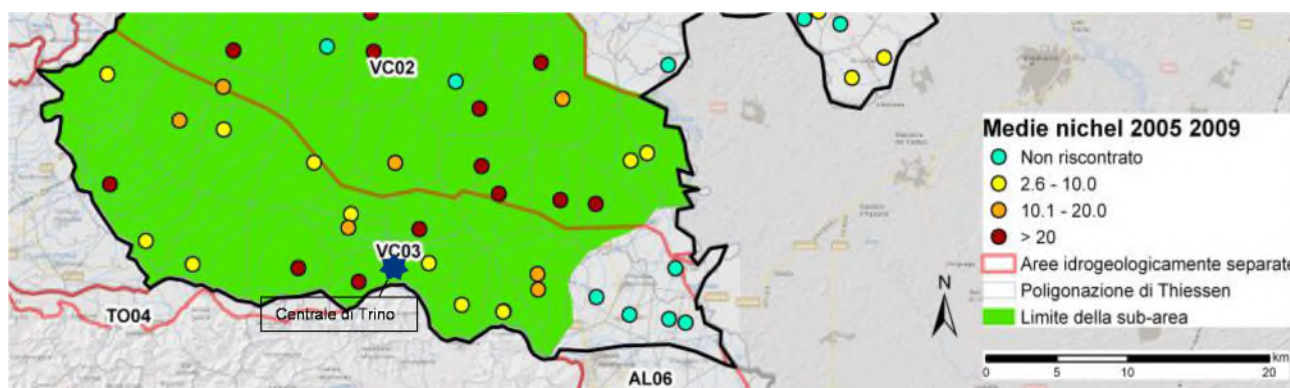 VC02
VC03
Centrale di Trino
TO04
AL06
N
Medie nichel 2005 2009
Non riscontrato
2.6 - 10.0
10.1 - 20.0
> 20
Aree idrogeologicamente separate
Poligonazione di Thiessen
Limite della sub-area
km
0 5 10 20